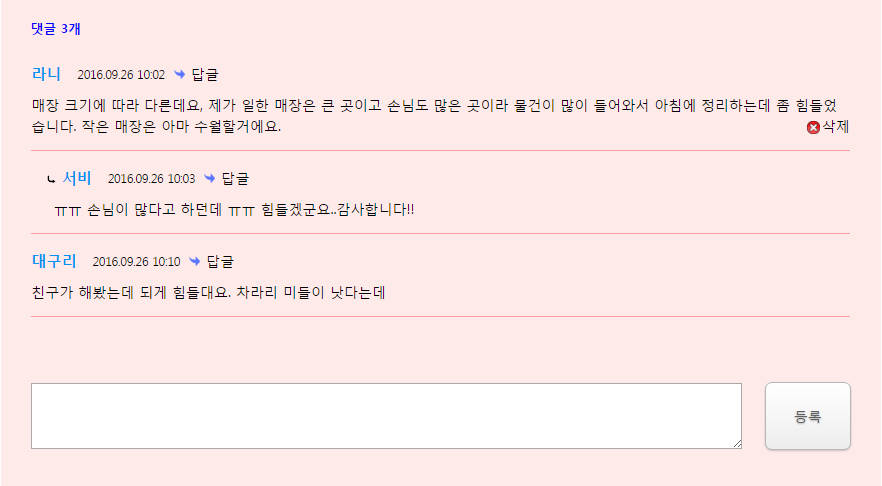 댓글 3개
라니 2016.09.26 10:02 답글
매장 크기에 따라 다른데요, 제가 일한 매장은 큰 곳이고 손님도 많은 곳이라 물건이 많이 들어와서 아침에 정리하는데 좀 힘들었
습니다. 작은 매장은 아마 수월할거에요. 삭제
서비 2016.09.26 10:03 답글
ㅠㅠ 손님이 많다고 하던데 ㅠㅠ 힘들겠군요..감사합니다!!
대구리 2016.09.26 10:10 답글
친구가 해봤는데 되게 힘들대요. 차라리 미들이 낫다는데
등록